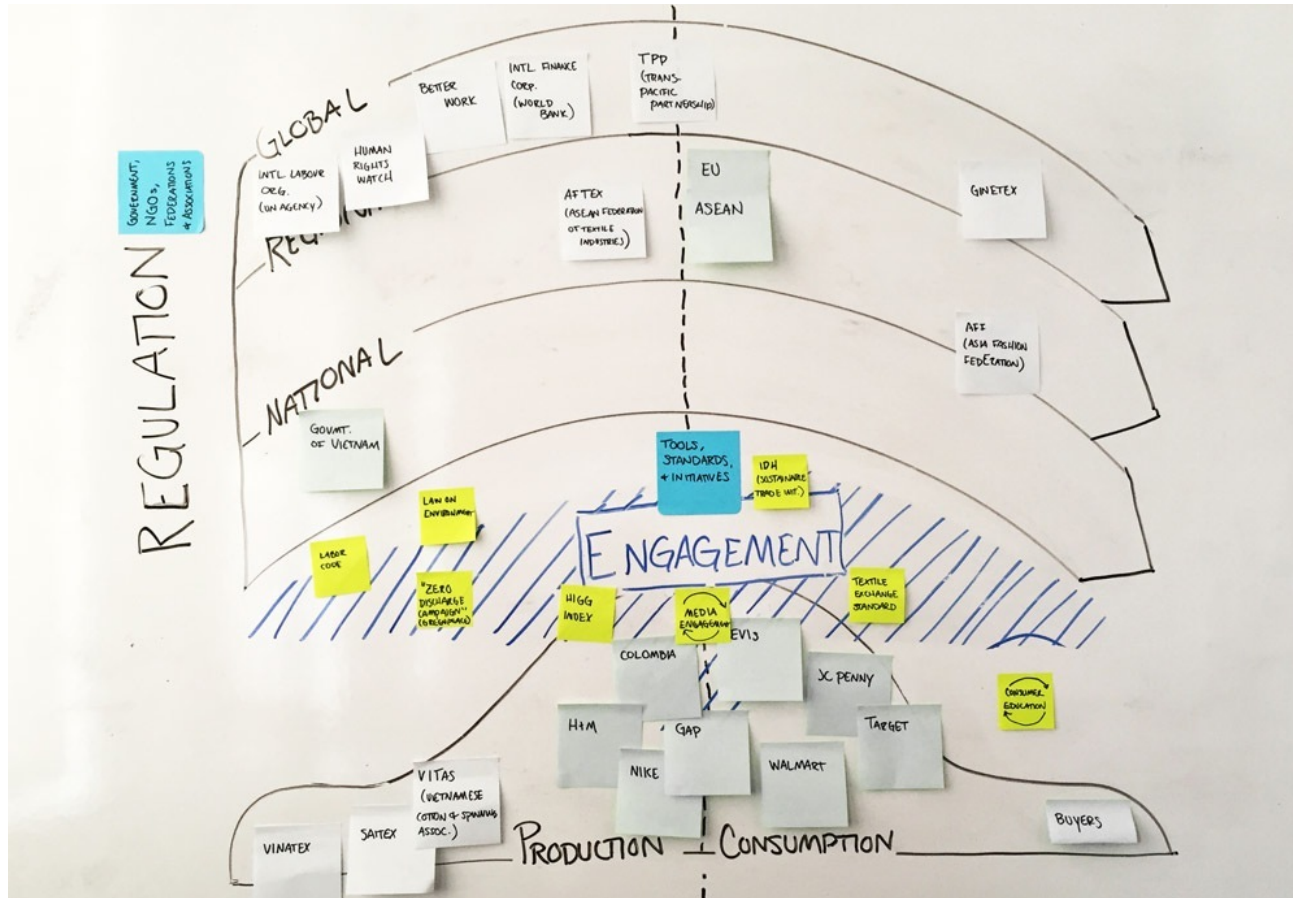 REGULATION
GOVERNMENT,
NGOS,
FEDERATIONS
+ ASSOCIATIONS
GLOBAL
INTL. LABOUR
ORG.
(UN AGENCY)
HUMAN
RIGHTS
WATCH
BETTER
WORK
INTL. FINANCE
CORP.
(WORLD
BANK)
TPP
(TRANS-
PACIFIC
PARTNERSHIP)
AFTEX
(ASEAN FEDERATION
OF TEXTILE
INDUSTRIES)
EU
ASEAN
GINETEX
NATIONAL
GOVMT.
OF VIETNAM
AFF
(ASIA FASHION
FEDERATION)
TOOLS,
STANDARDS,
+ INITIATIVES
IDH
(SUSTAINABLE
TRADE INIT.)
ENGAGEMENT
LAW ON
ENVIRONMENT
LABOR
CODE
"ZERO
DISCHARGE
CAMPAIGN"
(GREENPEACE)
HIGG
INDEX
MEDIA
ENGAGEMENT
TEXTILE
EXCHANGE
STANDARD
CONSUMER
EDUCATION
COLOMBIA
EVIS
JC PENNY
H+M
NIKE
GAP
WALMART
TARGET
VINATEX
SAITEX
VITAS
(VIETNAMESE
COTTON & SPINNING
ASSOC.)
BUYERS
PRODUCTION
CONSUMPTION